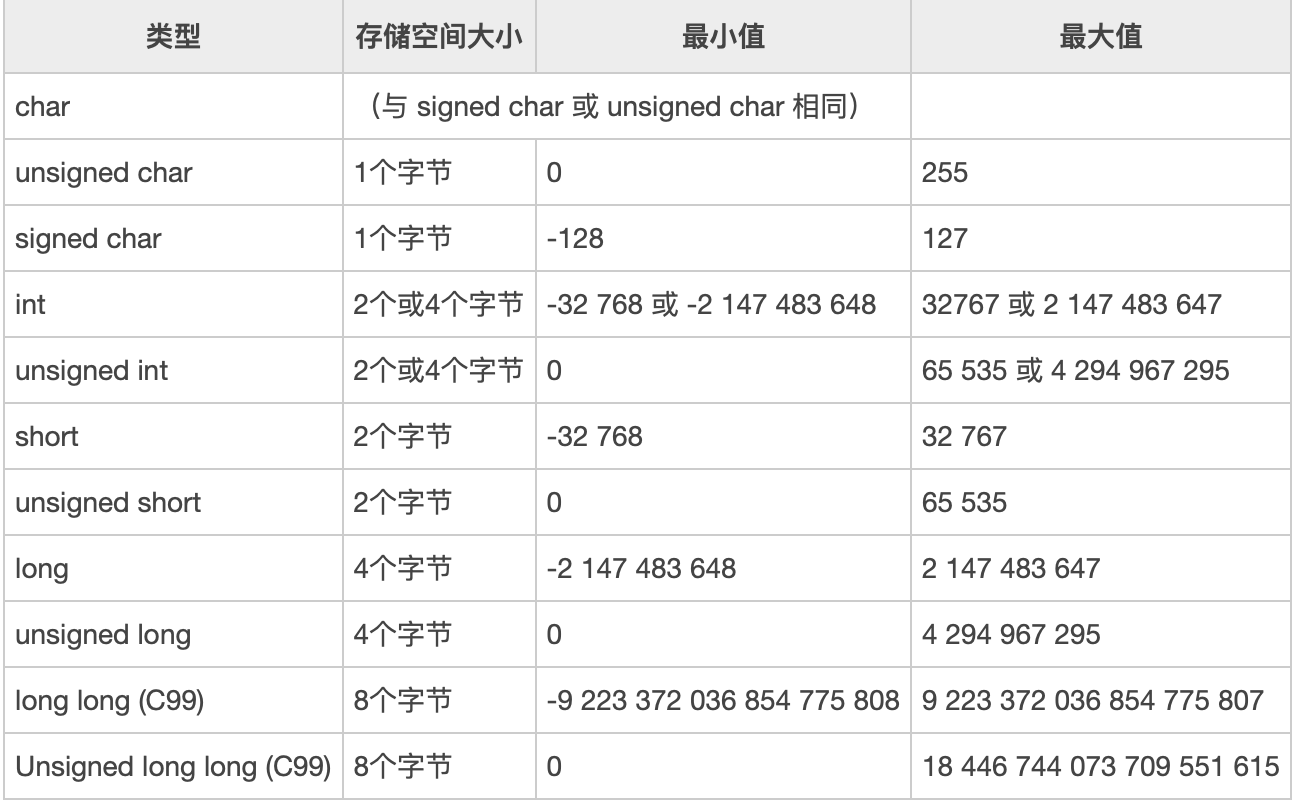 类型 存储空间大小 最小值 最大值
char （与 signed char 或 unsigned char 相同）
unsigned char 1个字节 0 255
signed char 1个字节 -128 127
int 2个或4个字节 -32 768 或 -2 147 483 648 32767 或 2 147 483 647
unsigned int 2个或4个字节 0 65 535 或 4 294 967 295
short 2个字节 -32 768 32 767
unsigned short 2个字节 0 65 535
long 4个字节 -2 147 483 648 2 147 483 647
unsigned long 4个字节 0 4 294 967 295
long long (C99) 8个字节 -9 223 372 036 854 775 808 9 223 372 036 854 775 807
Unsigned long long (C99) 8个字节 0 18 446 744 073 709 551 615